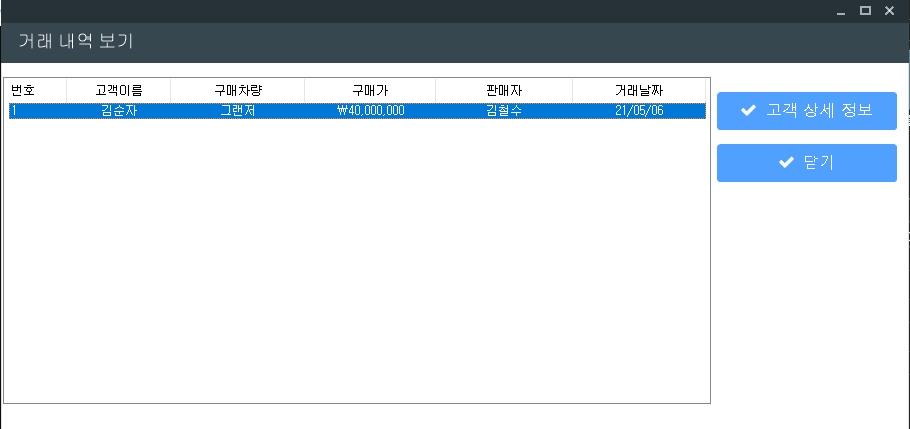 거래 내역 보기
번호 고객이름 구매차량 구매가 판매자 거래날짜
1 김순자 그랜저 ₩40,000,000 김철수 21/05/06
고객 상세 정보
닫기